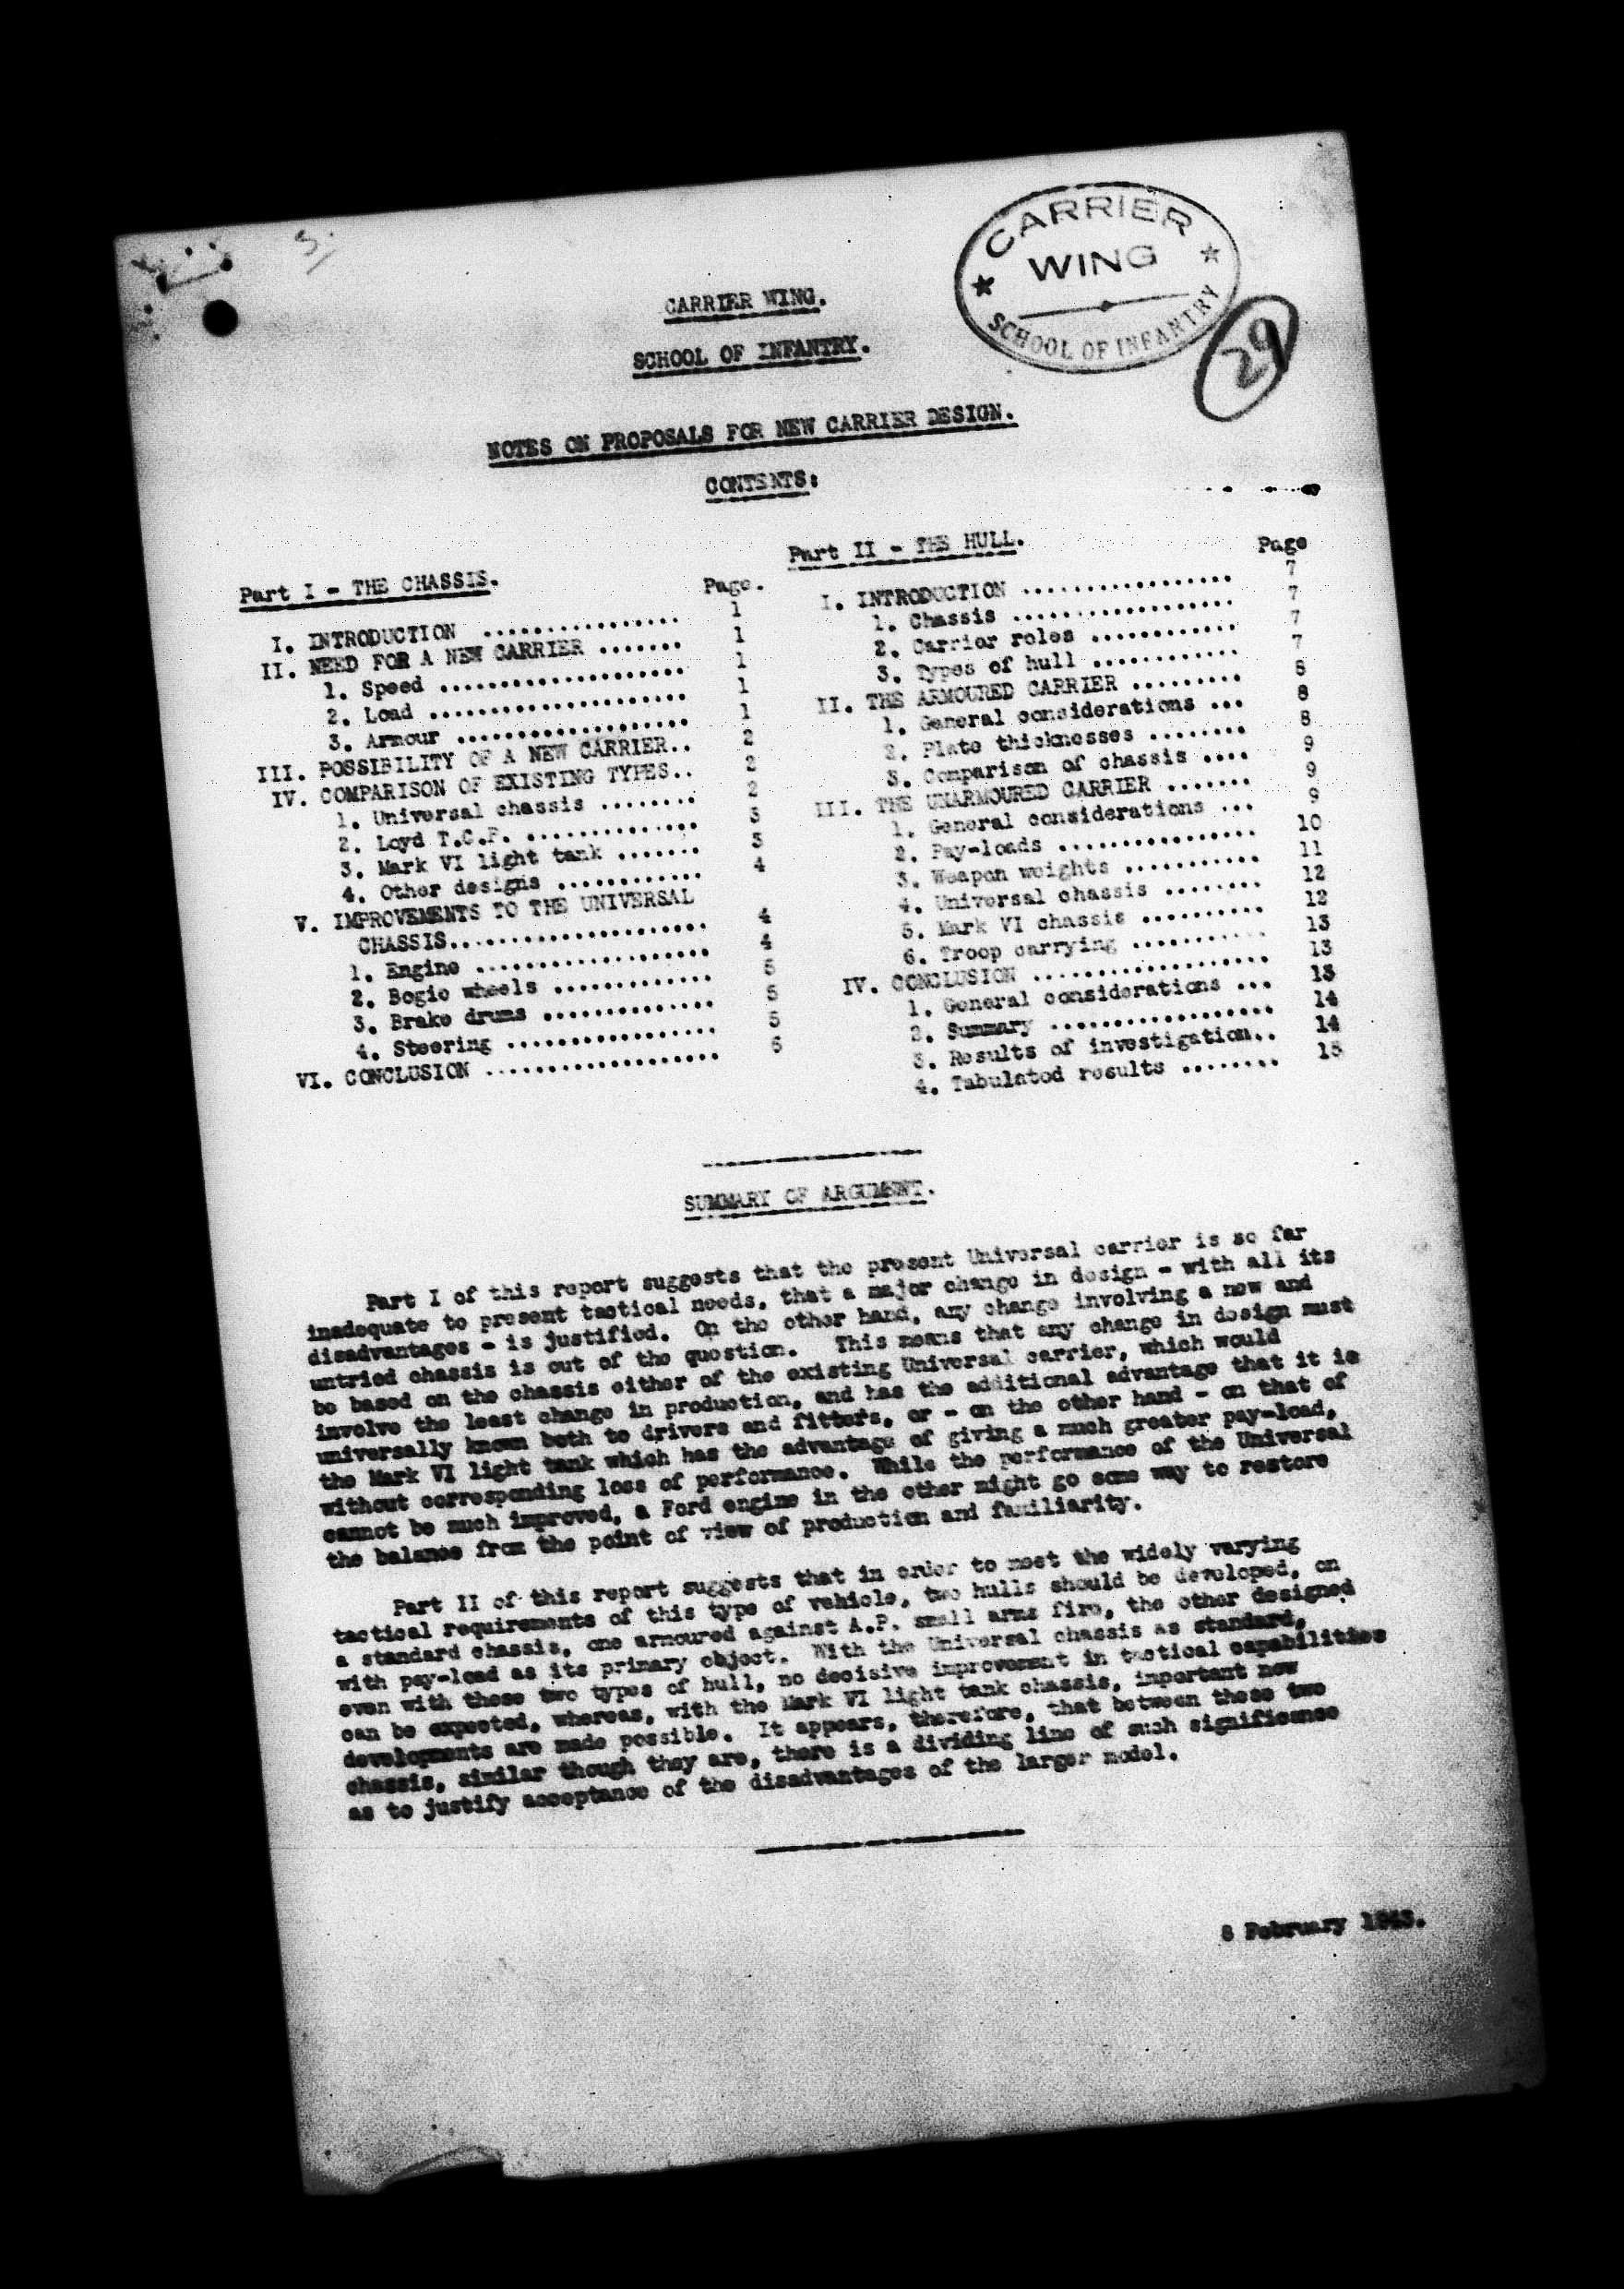 3.
CARRIER
WING
SCHOOL OF INFANTRY
29
CARRIER WING.
SCHOOL OF INFANTRY.
NOTES ON PROPOSALS FOR NEW CARRIER DESIGN.
CONTENTS:
Part I - THE CHASSIS.
Page.
I. INTRODUCTION ................ 1
II. NEED FOR A NEW CARRIER ....... 1
1. Speed .................... 1
2. Load ..................... 1
3. Armour ................... 1
III. POSSIBILITY OF A NEW CARRIER.. 2
IV. COMPARISON OF EXISTING TYPES.. 2
1. Universal chassis ........ 2
2. Loyd T.C.P. .............. 3
3. Mark VI light tank ....... 3
4. Other designs ............ 4
V. IMPROVEMENTS TO THE UNIVERSAL
CHASSIS..................... 4
1. Engine ................... 4
2. Bogie wheels ............. 5
3. Brake drums .............. 5
4. Steering ................. 5
VI. CONCLUSION ................... 6
Part II - THE HULL.
Page
I. INTRODUCTION ................. 7
1. Chassis .................. 7
2. Carrier roles ............ 7
3. Types of hull ............ 7
II. THE ARMOURED CARRIER ......... 8
1. General considerations ... 8
2. Plate thicknesses ........ 8
3. Comparison of chassis .... 9
III. THE UNARMOURED CARRIER ....... 9
1. General considerations ... 9
2. Pay-loads ................ 10
3. Weapon weights ........... 11
4. Universal chassis ........ 12
5. Mark VI chassis .......... 12
6. Troop carrying ........... 13
IV. CONCLUSION ................... 13
1. General considerations ... 13
2. Summary .................. 14
3. Results of investigation.. 14
4. Tabulated results ........ 15
SUMMARY OF ARGUMENT.
Part I of this report suggests that the present Universal carrier is so far
inadequate to present tactical needs, that a major change in design - with all its
disadvantages - is justified. On the other hand, any change involving a new and
untried chassis is out of the question. This means that any change in design must
be based on the chassis either of the existing Universal carrier, which would
involve the least change in production, and has the additional advantage that it is
universally known both to drivers and fitters, or - on the other hand - on that of
the Mark VI light tank which has the advantage of giving a much greater pay-load,
without corresponding loss of performance. While the performance of the Universal
cannot be much improved, a Ford engine in the other might go some way to restore
the balance from the point of view of production and familiarity.
Part II of this report suggests that in order to meet the widely varying
tactical requirements of this type of vehicle, two hulls should be developed, on
a standard chassis, one armoured against A.P. small arms fire, the other designed
with pay-load as its primary object. With the Universal chassis as standard,
even with these two types of hull, no decisive improvement in tactical capabilities
can be expected, whereas, with the Mark VI light tank chassis, important new
developments are made possible. It appears, therefore, that between these two
chassis, similar though they are, there is a dividing line of such significance
as to justify acceptance of the disadvantages of the larger model.
8 February 1943.